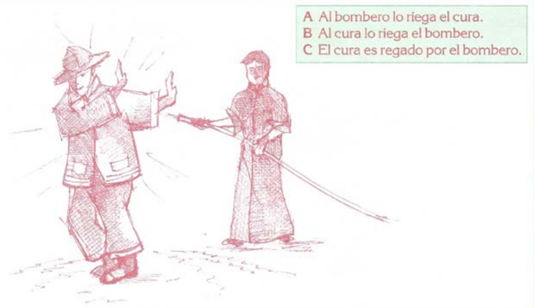 A Al bombero lo riega el cura.
B Al cura lo riega el bombero.
C El cura es regado por el bombero.